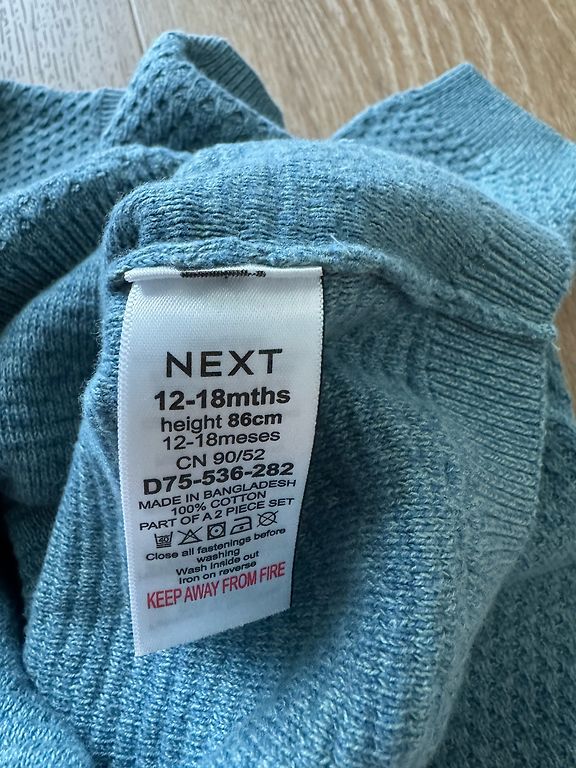 NEXT
12-18mths
height 86cm
12-18meses
CN 90/52
D75-536-282
MADE IN BANGLADESH
100% COTTON
PART OF A 2 PIECE SET
40
Close all fastenings before
washing
Wash inside out
Iron on reverse
KEEP AWAY FROM FIRE